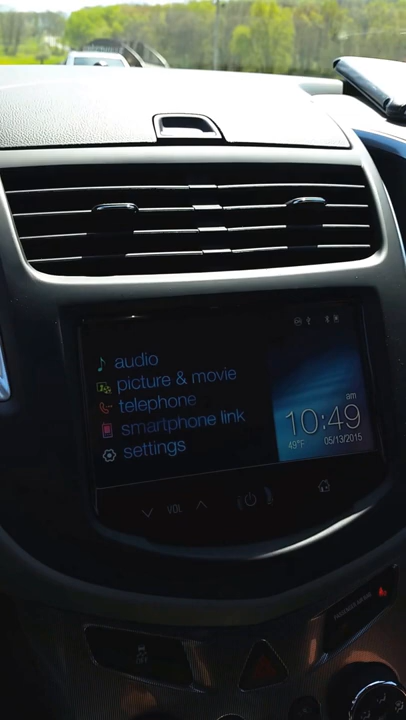 audio
picture & movie
telephone
smartphone link
settings
am
10:49
49°F 05/13/2015
VOL